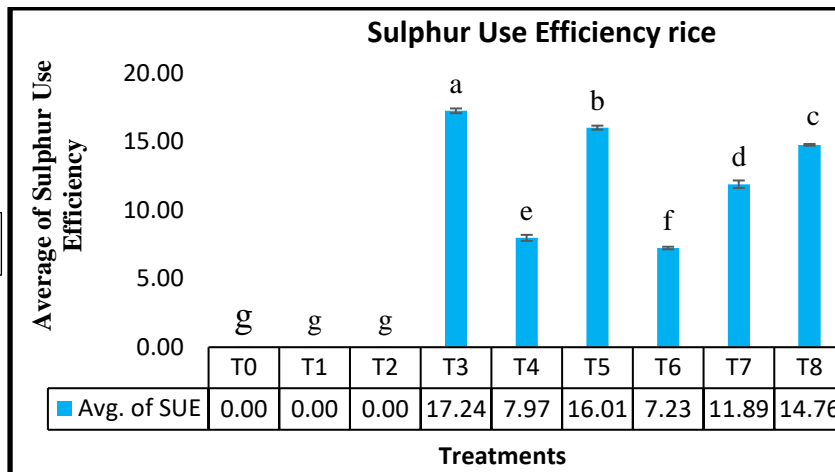 Sulphur Use Efficiency rice
Average of Sulphur Use
Efficiency
20.00
15.00
10.00
5.00
0.00
g g g a e b f d c
T0 T1 T2 T3 T4 T5 T6 T7 T8
Avg. of SUE 0.00 0.00 0.00 17.24 7.97 16.01 7.23 11.89 14.76
Treatments